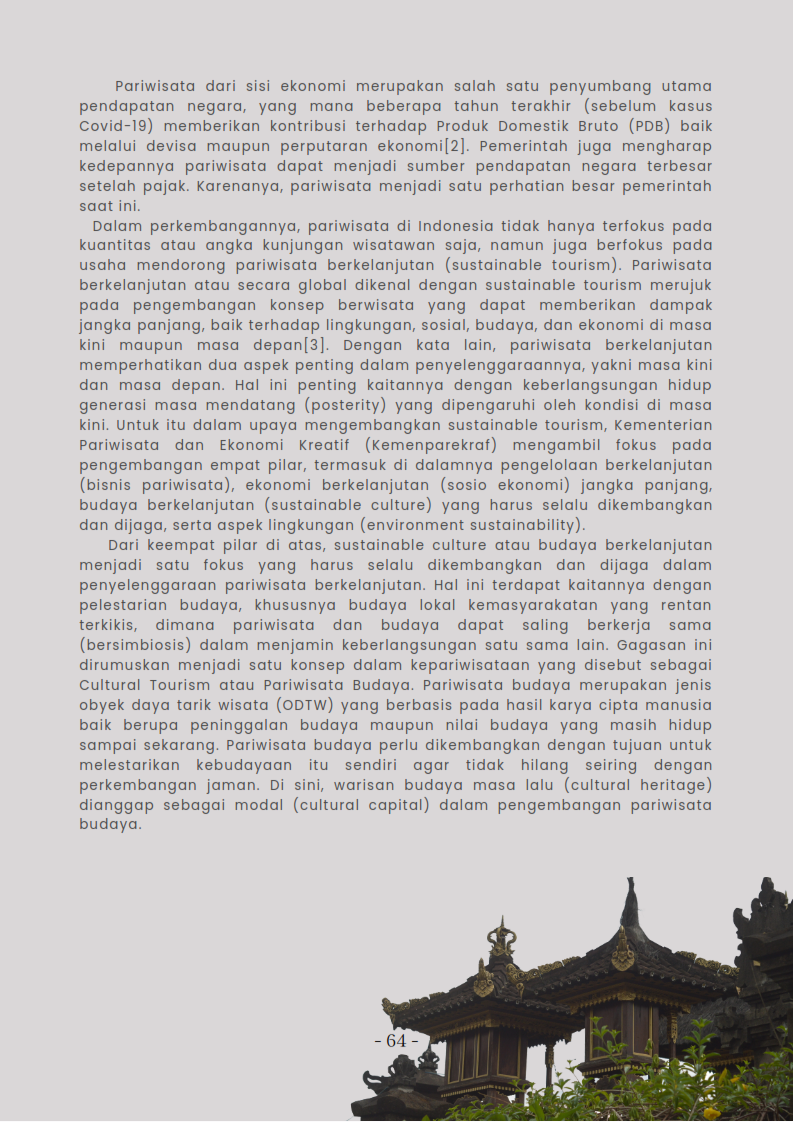 Pariwisata dari sisi ekonomi merupakan salah satu penyumbang utama
pendapatan negara, yang mana beberapa tahun terakhir (sebelum kasus
Covid-19) memberikan kontribusi terhadap Produk Domestik Bruto (PDB) baik
melalui devisa maupun perputaran ekonomi[2]. Pemerintah juga mengharap
kedepannya pariwisata dapat menjadi sumber pendapatan negara terbesar
setelah pajak. Karenanya, pariwisata menjadi satu perhatian besar pemerintah
saat ini.
Dalam perkembangannya, pariwisata di Indonesia tidak hanya terfokus pada
kuantitas atau angka kunjungan wisatawan saja, namun juga berfokus pada
usaha mendorong pariwisata berkelanjutan (sustainable tourism). Pariwisata
berkelanjutan atau secara global dikenal dengan sustainable tourism merujuk
pada pengembangan konsep berwisata yang dapat memberikan dampak
jangka panjang, baik terhadap lingkungan, sosial, budaya, dan ekonomi di masa
kini maupun masa depan[3]. Dengan kata lain, pariwisata berkelanjutan
memperhatikan dua aspek penting dalam penyelenggaraannya, yakni masa kini
dan masa depan. Hal ini penting kaitannya dengan keberlangsungan hidup
generasi masa mendatang (posterity) yang dipengaruhi oleh kondisi di masa
kini. Untuk itu dalam upaya mengembangkan sustainable tourism, Kementerian
Pariwisata dan Ekonomi Kreatif (Kemenparekraf) mengambil fokus pada
pengembangan empat pilar, termasuk di dalamnya pengelolaan berkelanjutan
(bisnis pariwisata), ekonomi berkelanjutan (sosio ekonomi) jangka panjang,
budaya berkelanjutan (sustainable culture) yang harus selalu dikembangkan
dan dijaga, serta aspek lingkungan (environment sustainability).
Dari keempat pilar di atas, sustainable culture atau budaya berkelanjutan
menjadi satu fokus yang harus selalu dikembangkan dan dijaga dalam
penyelenggaraan pariwisata berkelanjutan. Hal ini terdapat kaitannya dengan
pelestarian budaya, khususnya budaya lokal kemasyarakatan yang rentan
terkikis, dimana pariwisata dan budaya dapat saling berkerja sama
(bersimbiosis) dalam menjamin keberlangsungan satu sama lain. Gagasan ini
dirumuskan menjadi satu konsep dalam kepariwisataan yang disebut sebagai
Cultural Tourism atau Pariwisata Budaya. Pariwisata budaya merupakan jenis
obyek daya tarik wisata (ODTW) yang berbasis pada hasil karya cipta manusia
baik berupa peninggalan budaya maupun nilai budaya yang masih hidup
sampai sekarang. Pariwisata budaya perlu dikembangkan dengan tujuan untuk
melestarikan kebudayaan itu sendiri agar tidak hilang seiring dengan
perkembangan jaman. Di sini, warisan budaya masa lalu (cultural heritage)
dianggap sebagai modal (cultural capital) dalam pengembangan pariwisata
budaya.
- 64 -